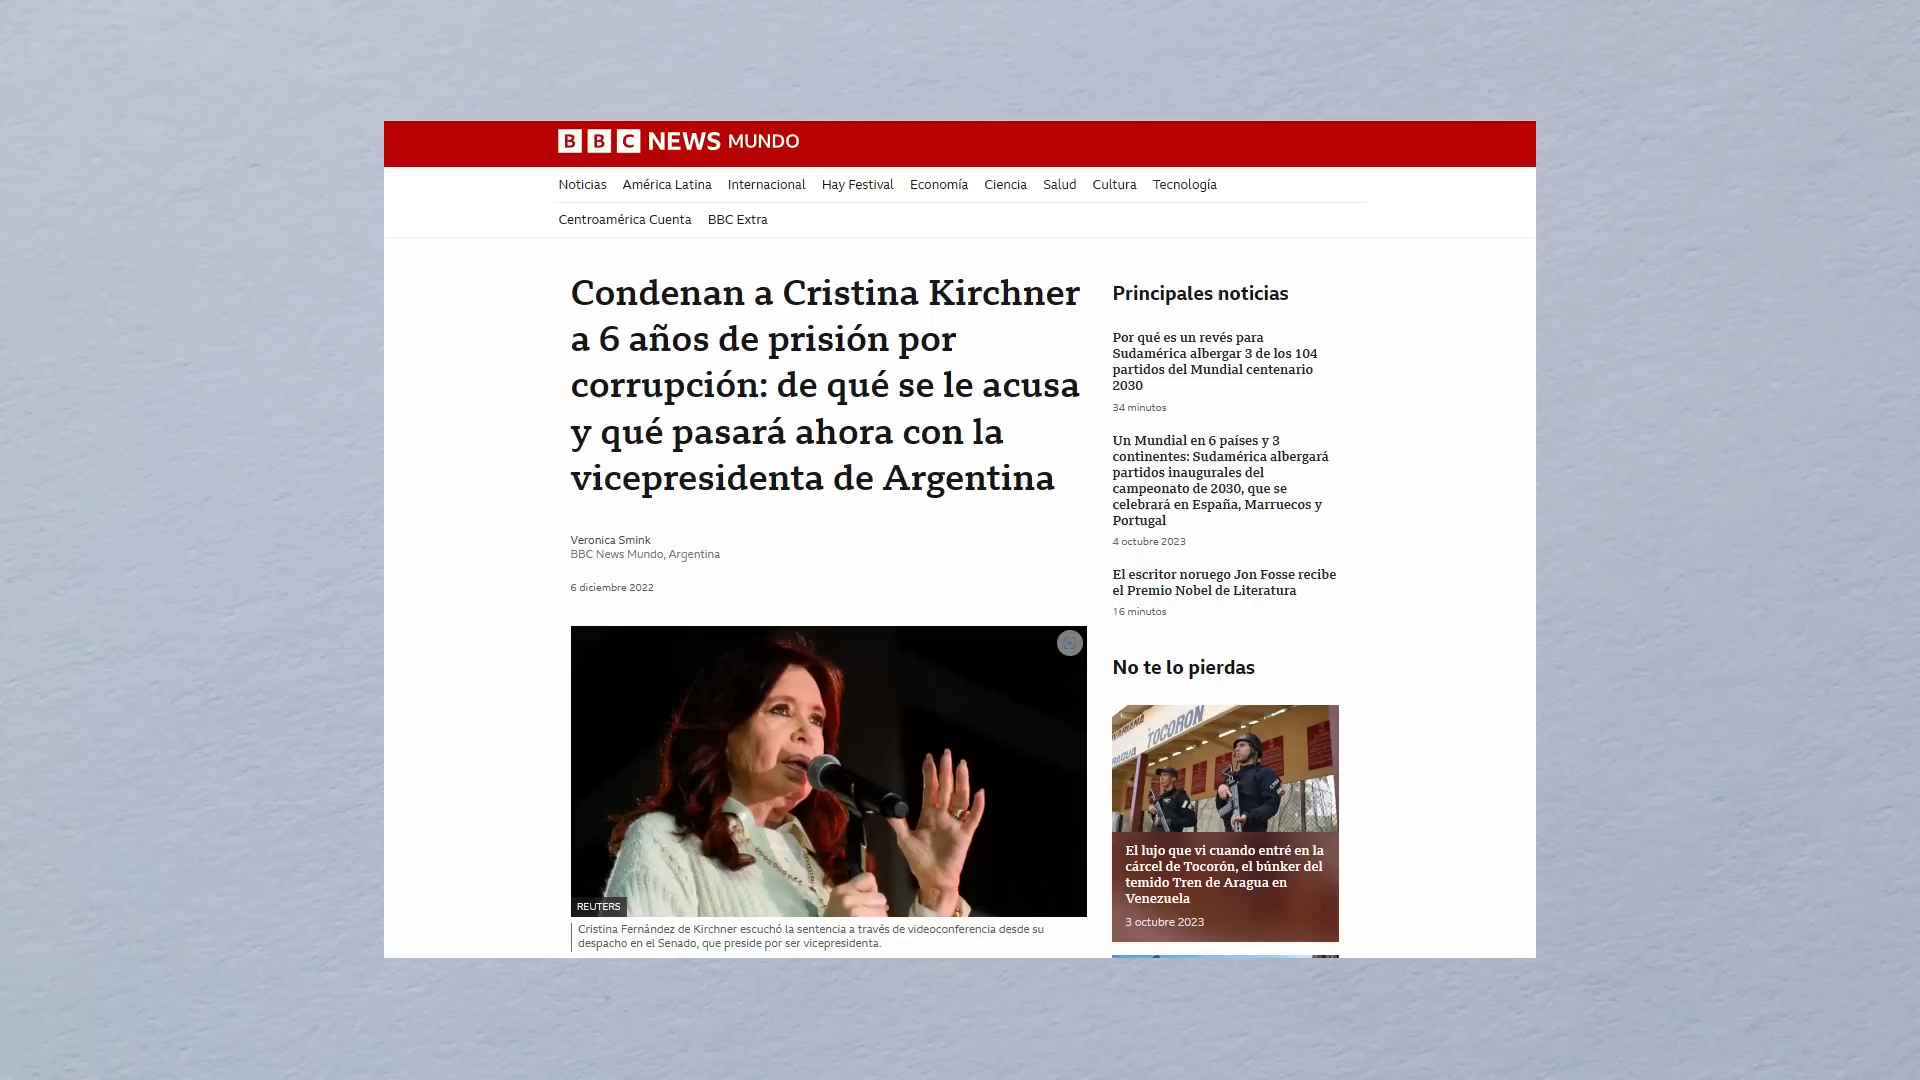 BBC NEWS MUNDO
Noticias América Latina Internacional Hay Festival Economía Ciencia Salud Cultura Tecnología
Centroamérica Cuenta BBC Extra
Condenan a Cristina Kirchner
a 6 años de prisión por
corrupción: de qué se le acusa
y qué pasará ahora con la
vicepresidenta de Argentina
Veronica Smink
BBC News Mundo, Argentina
6 diciembre 2022
REUTERS
Cristina Fernández de Kirchner escuchó la sentencia a través de videoconferencia desde su
despacho en el Senado, que preside por ser vicepresidenta.
Principales noticias
Por qué es un revés para
Sudamérica albergar 3 de los 104
partidos del Mundial centenario
2030
34 minutos
Un Mundial en 6 países y 3
continentes: Sudamérica albergará
partidos inaugurales del
campeonato de 2030, que se
celebrará en España, Marruecos y
Portugal
4 octubre 2023
El escritor noruego Jon Fosse recibe
el Premio Nobel de Literatura
16 minutos
No te lo pierdas
TOCORON
El lujo que vi cuando entré en la
cárcel de Tocorón, el búnker del
temido Tren de Aragua en
Venezuela
3 octubre 2023